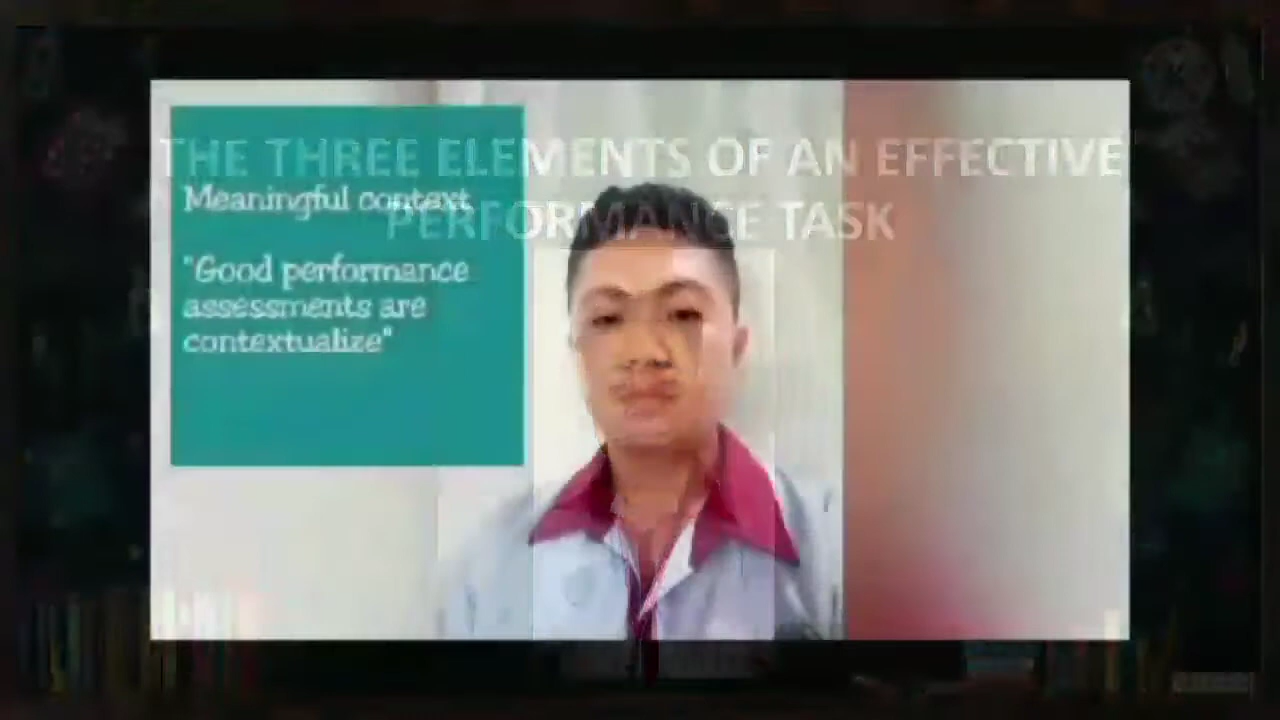 THE THREE ELEMENTS OF AN EFFECTIVE
PERFORMANCE TASK
Meaningful context
"Good performance
assessments are
contextualize"